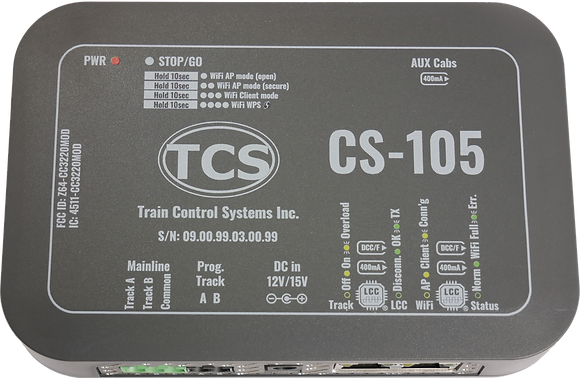 PWR
STOP/GO
AUX Cabs
400mA
Hold 10sec WiFi AP mode (open)
Hold 10sec WiFi AP mode (secure)
Hold 10sec WiFi Client mode
Hold 10sec WiFi WPS
TCS
CS-105
Train Control Systems Inc.
S/N: 09.00.99.03.00.99
FCC ID: Z64-CC3220MOD
IC: 4511-CC3220MOD
Mainline
Track A
Track B
Common
Prog.
Track
A B
DC in
12V/15V
Off On Overload
Track
DCC/F
400mA
LCC
Disconn. OK TX
LCC
AP Client Conn'g
WiFi
DCC/F
400mA
LCC
Norm WiFi Full Err.
Status